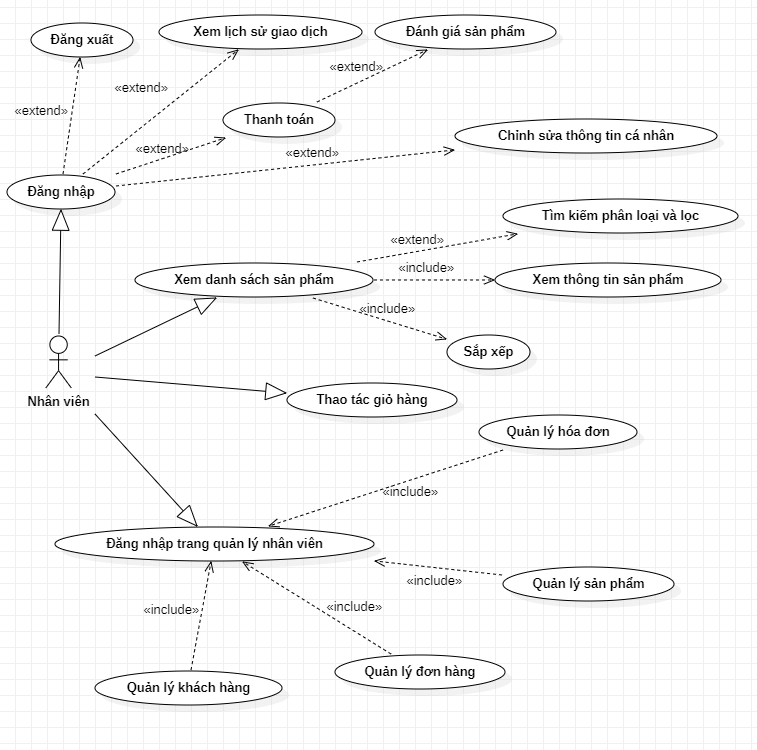 Xem lịch sử giao dịch
Đánh giá sản phẩm
Đăng xuất
«extend»
«extend»
«extend»
Thanh toán
Chỉnh sửa thông tin cá nhân
«extend»
«extend»
Đăng nhập
Tìm kiếm phân loại và lọc
«extend»
«include»
Xem danh sách sản phẩm
Xem thông tin sản phẩm
«include»
Sắp xếp
Nhân viên
Thao tác giỏ hàng
Quản lý hóa đơn
«include»
Đăng nhập trang quản lý nhân viên
«include»
Quản lý sản phẩm
«include»
«include»
Quản lý đơn hàng
Quản lý khách hàng